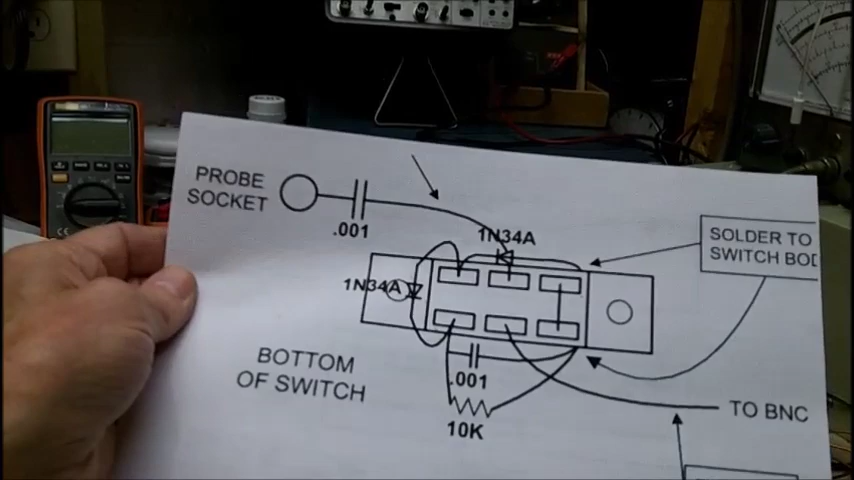 PROBE
SOCKET
.001
1N34A
SOLDER TO
SWITCH BOD
1N34A
BOTTOM
OF SWITCH
.001
10K
TO BNC